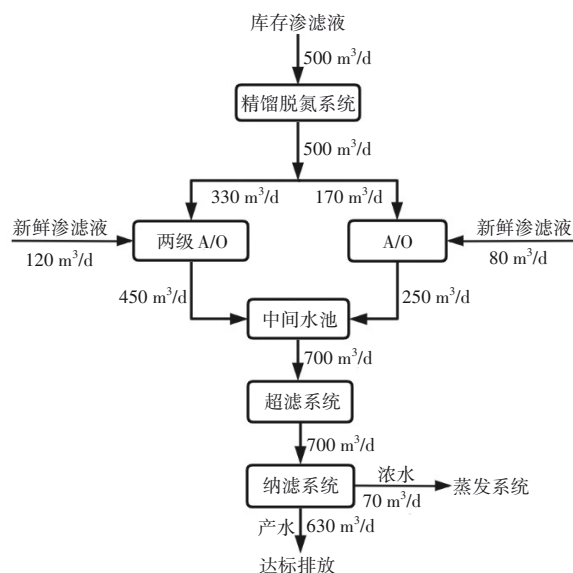 库存渗滤液
500 m³/d
精馏脱氮系统
500 m³/d
330 m³/d
170 m³/d
新鲜渗滤液
120 m³/d
两级 A/O
A/O
新鲜渗滤液
80 m³/d
450 m³/d
250 m³/d
中间水池
700 m³/d
超滤系统
700 m³/d
纳滤系统
浓水
70 m³/d
蒸发系统
产水
630 m³/d
达标排放